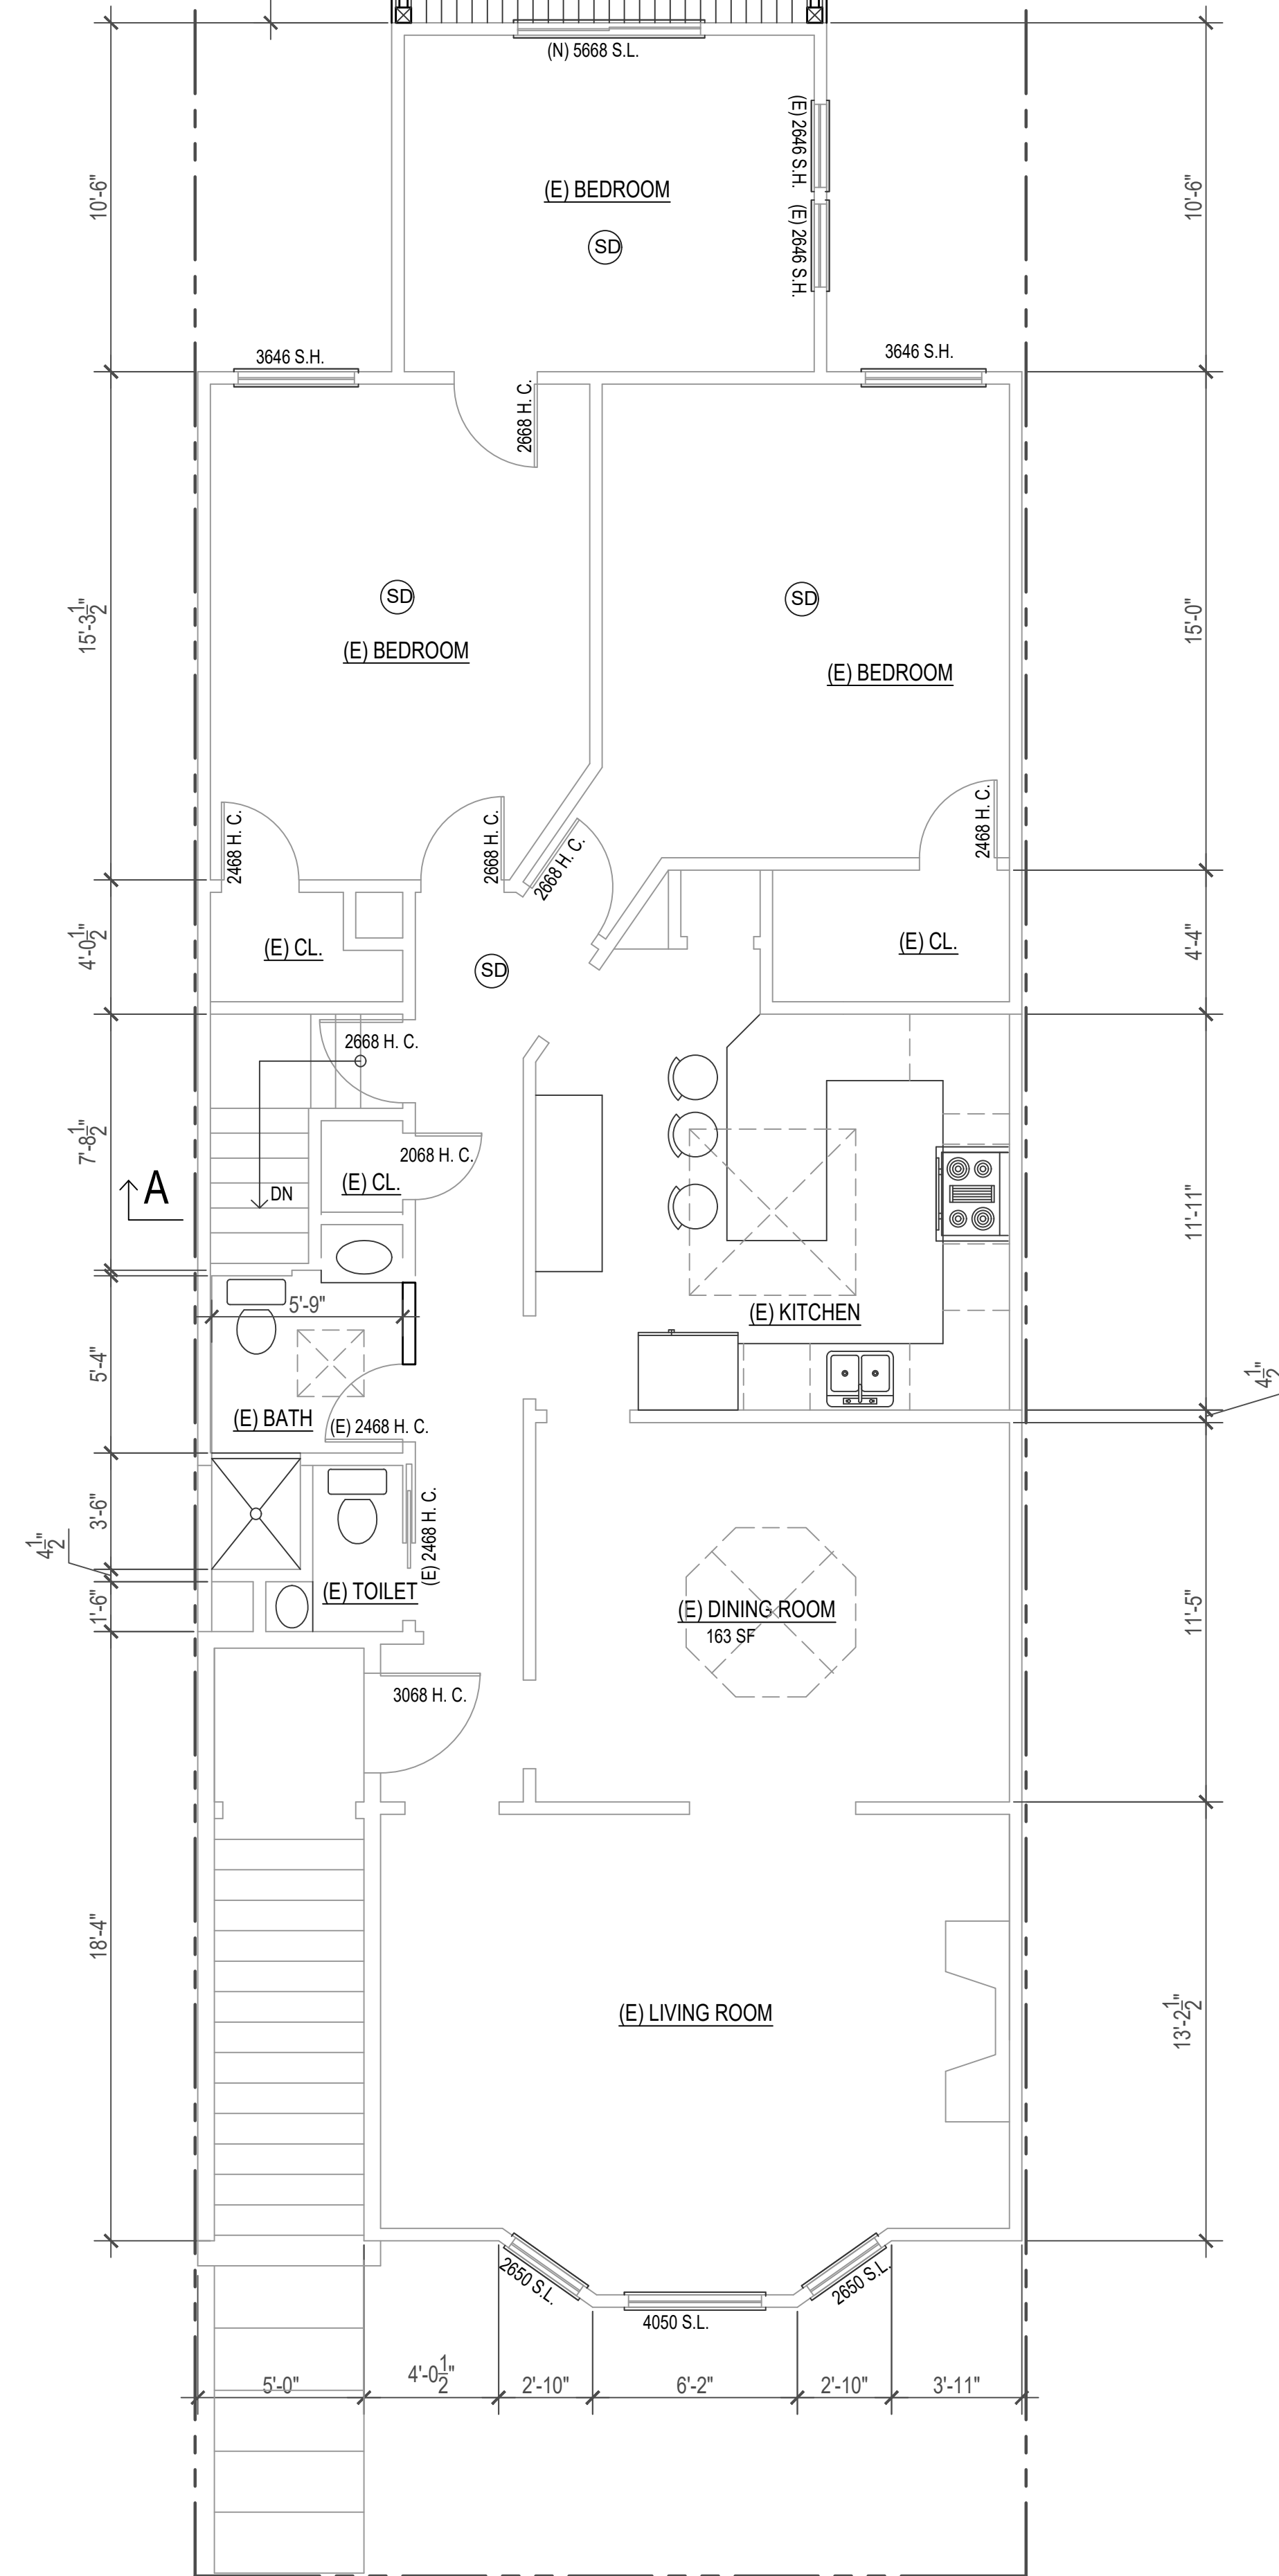 (N) 5668 S.L.
(E) 2646 S.H.
(E) 2646 S.H.
10'-6"
(E) BEDROOM
10'-6"
SD
3646 S.H.
3646 S.H.
2668 H. C.
15'-3 1/2"
SD
SD
15'-0"
(E) BEDROOM
(E) BEDROOM
2468 H. C.
2668 H. C.
2668 H. C.
2468 H. C.
4'-0 1/2"
(E) CL.
(E) CL.
4'-4"
SD
2668 H. C.
7'-8 1/2"
2068 H. C.
A
DN
(E) CL.
11'-11"
5'-9"
(E) KITCHEN
5'-4"
4 1/2"
(E) BATH
(E) 2468 H. C.
3'-6"
4 1/2"
(E) 2468 H. C.
1'-6"
(E) TOILET
(E) DINING ROOM
163 SF
11'-5"
3068 H. C.
18'-4"
(E) LIVING ROOM
13'-2 1/2"
2650 S.L.
4050 S.L.
2650 S.L.
5'-0"
4'-0 1/2"
2'-10"
6'-2"
2'-10"
3'-11"